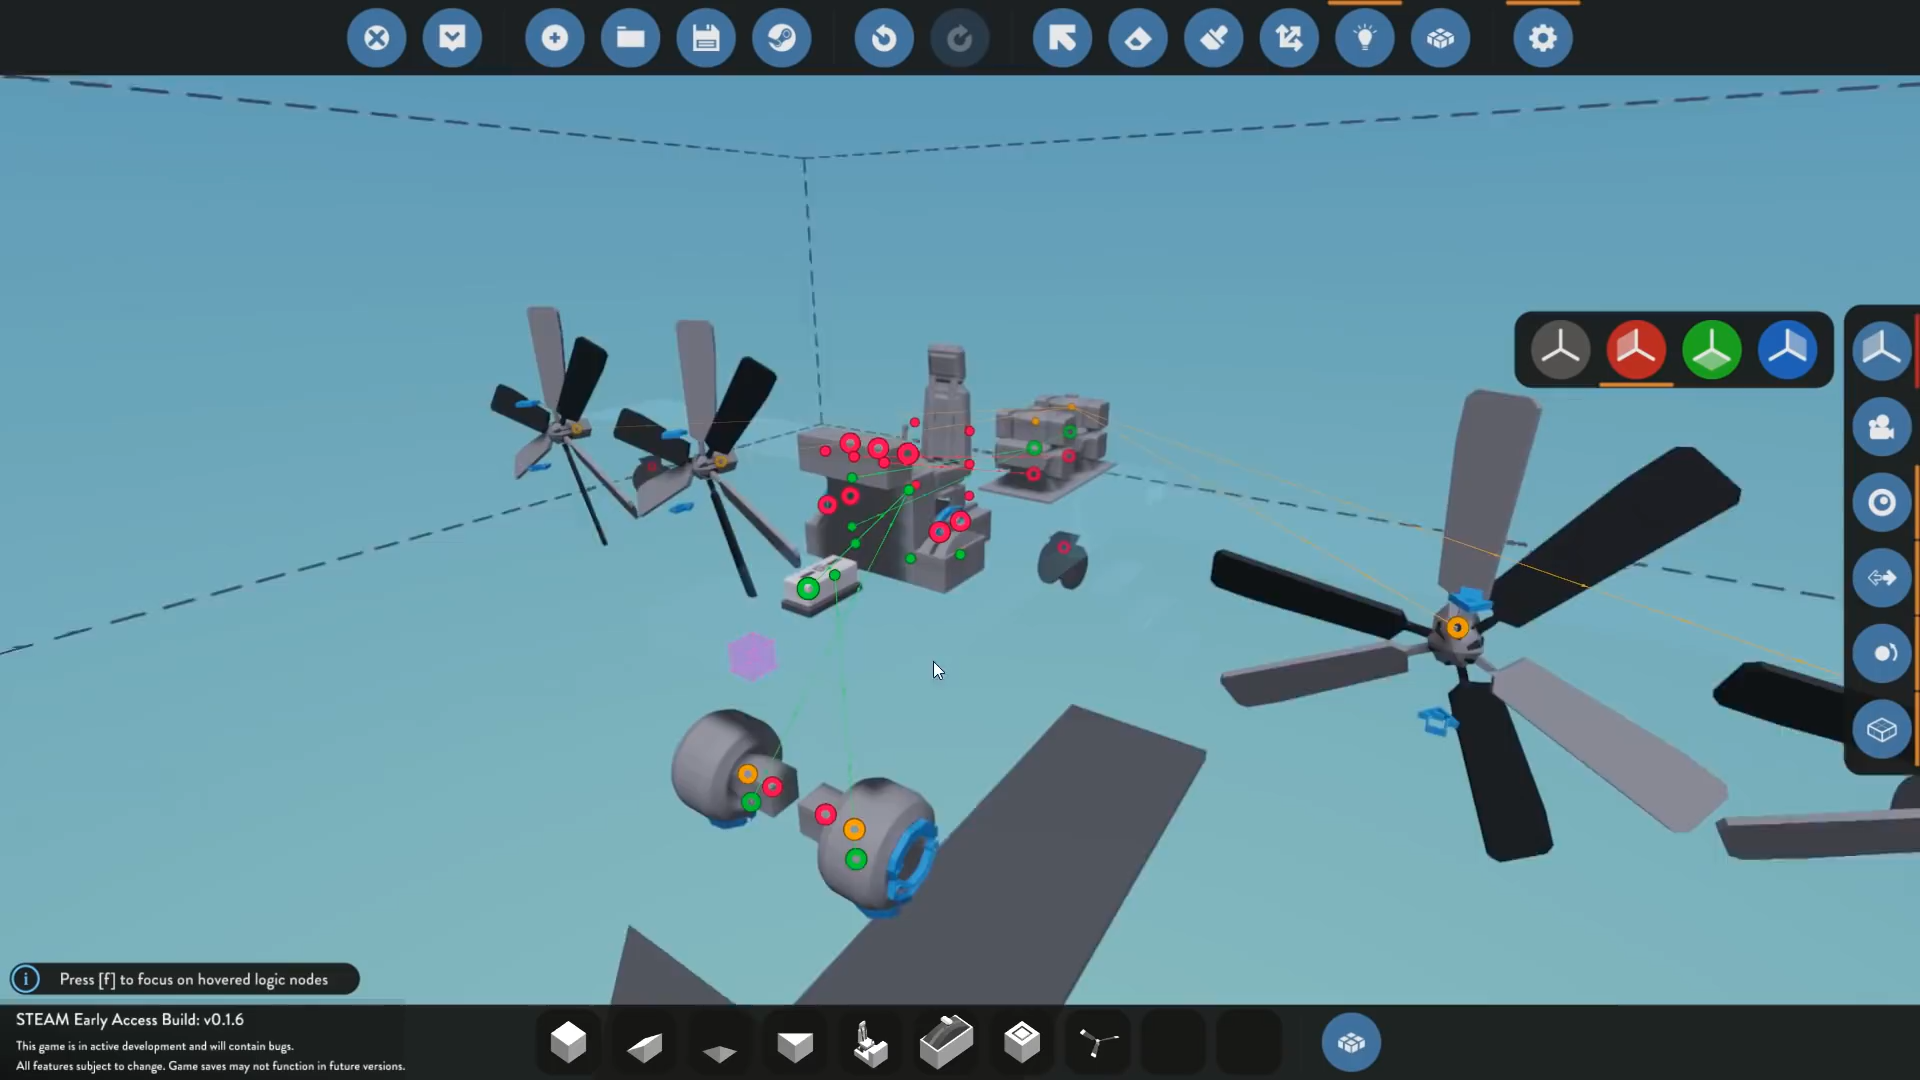 Press [f] to focus on hovered logic nodes
STEAM Early Access Build: v0.1.6
This game is in active development and will contain bugs.
All features subject to change. Game saves may not function in future versions.